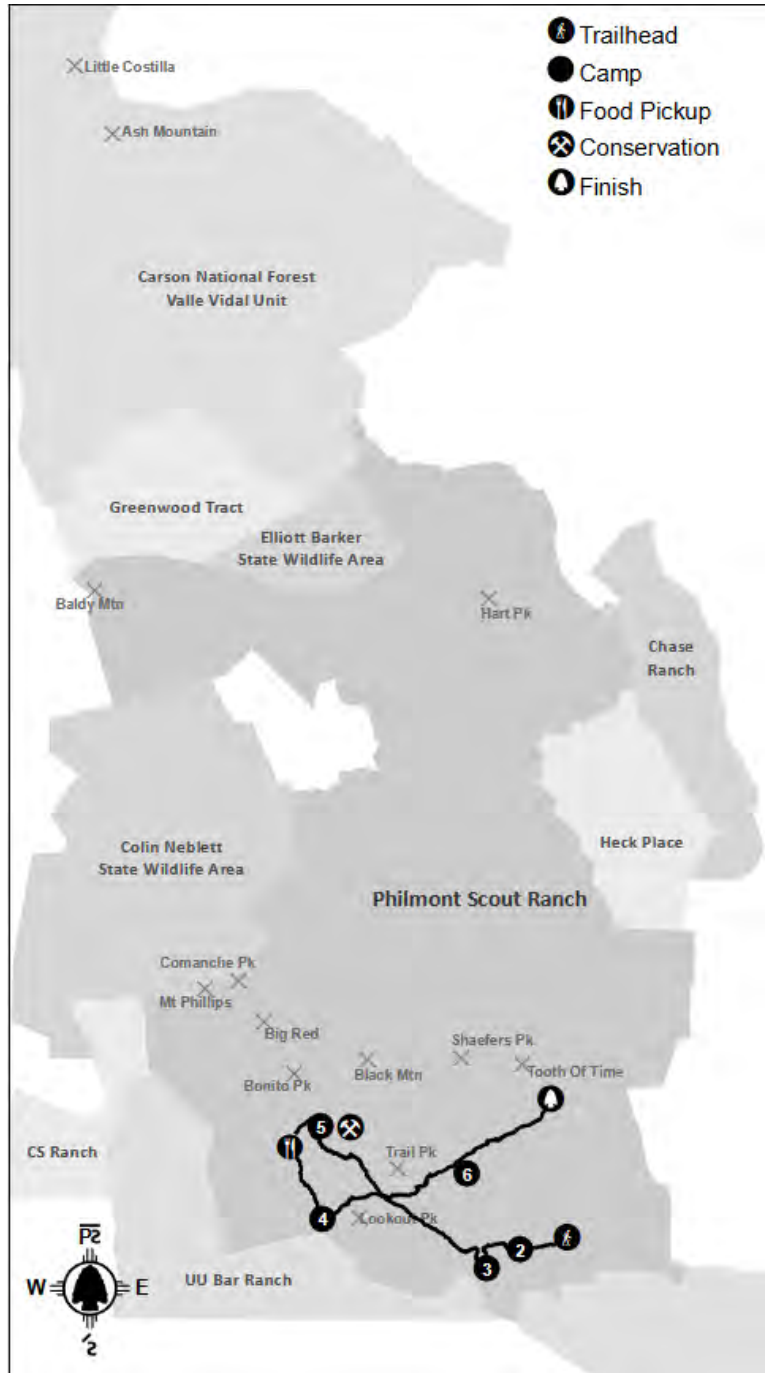 Trailhead
Camp
Food Pickup
Conservation
Finish
Little Costilla
Ash Mountain
Carson National Forest
Valle Vidal Unit
Greenwood Tract
Elliott Barker
State Wildlife Area
Baldy Mtn
Hart Pk
Chase
Ranch
Colin Neblett
State Wildlife Area
Heck Place
Philmont Scout Ranch
Comanche Pk
Mt Phillips
Big Red
Shaefers Pk
Black Mtn
Tooth Of Time
Bonito Pk
5
CS Ranch
Trail Pk
6
4
Lookout Pk
2
3
UU Bar Ranch
W
E